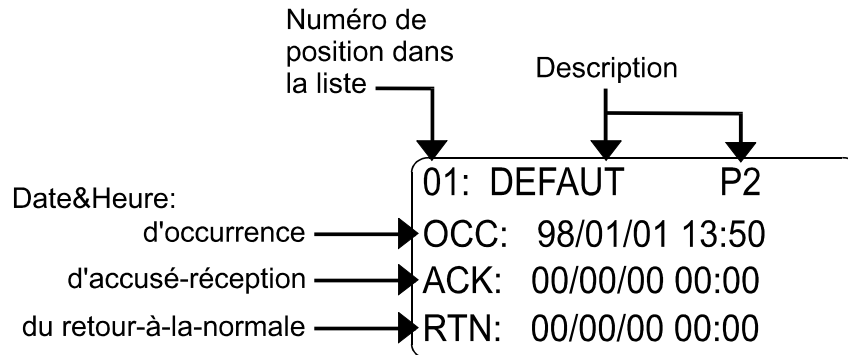 Numéro de
position dans
la liste
Description
01: DEFAUT P2
Date&Heure:
d'occurrence
OCC: 98/01/01 13:50
d'accusé-réception
ACK: 00/00/00 00:00
du retour-à-la-normale
RTN: 00/00/00 00:00